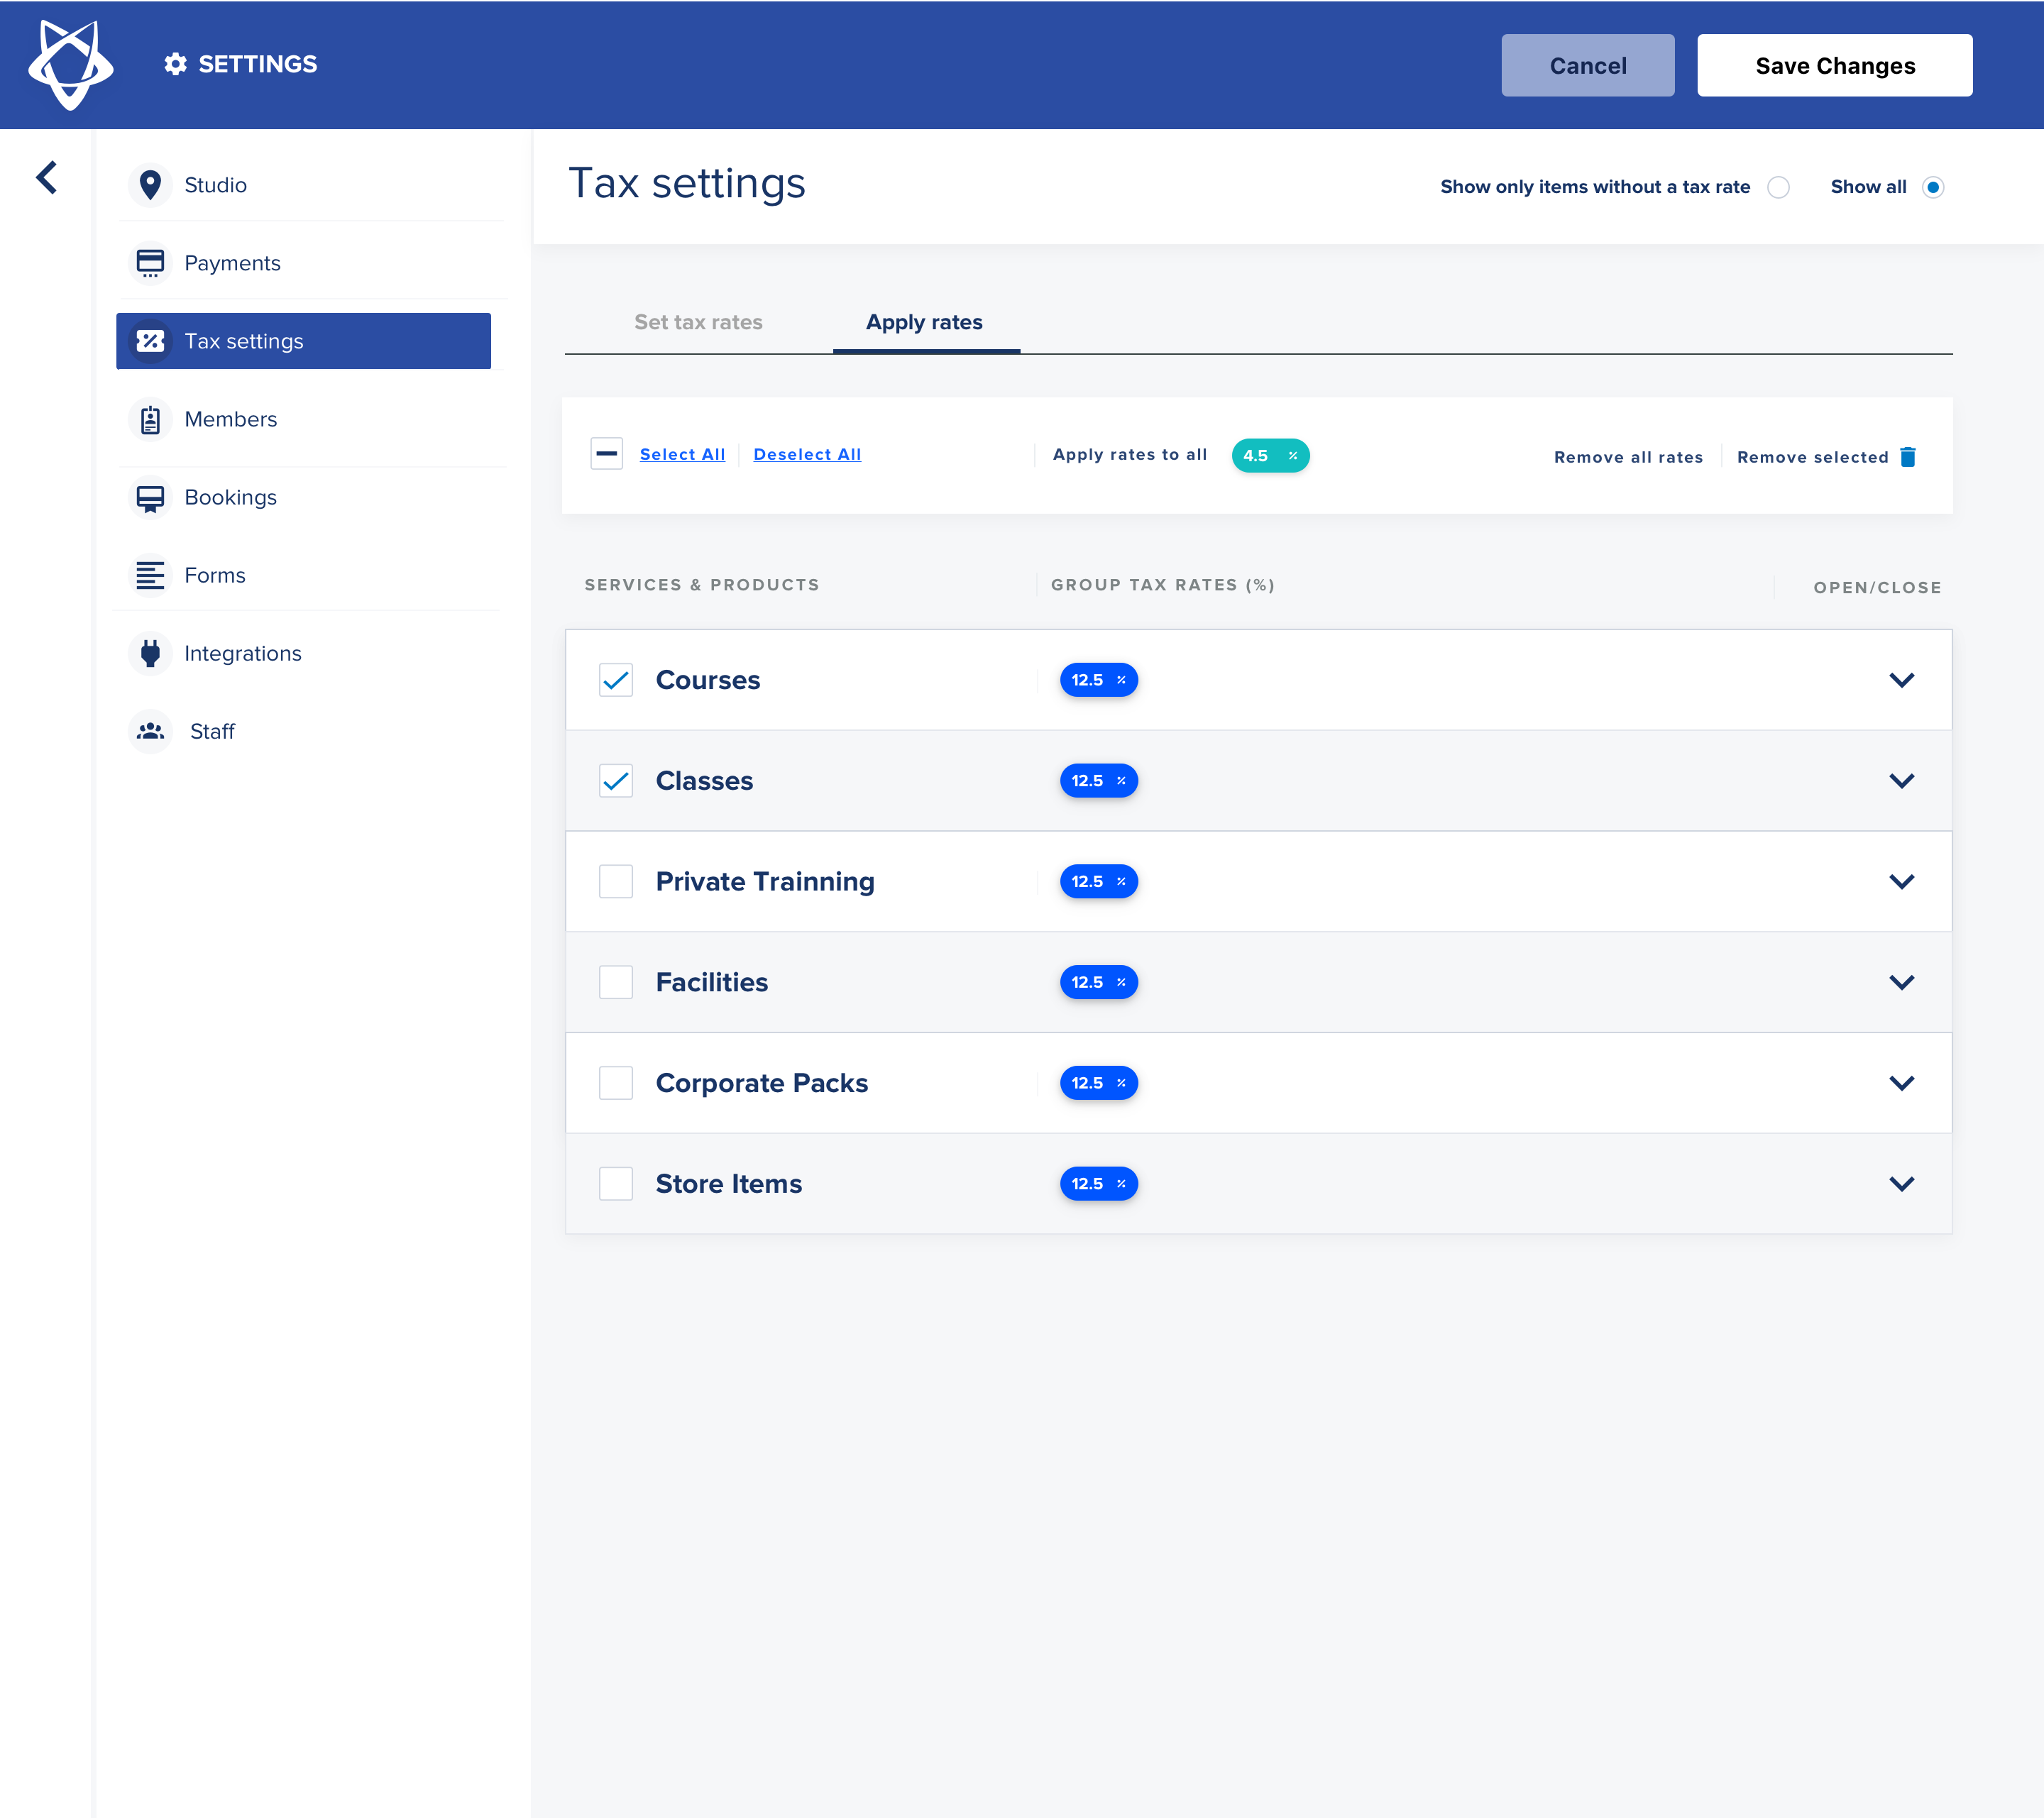 SETTINGS
Cancel
Save Changes
Studio
Payments
Tax settings
Members
Bookings
Forms
Integrations
Staff
Tax settings
Show only items without a tax rate
Show all
Set tax rates
Apply rates
Select All
Deselect All
Apply rates to all
4.5 %
Remove all rates
Remove selected
SERVICES & PRODUCTS
GROUP TAX RATES (%)
OPEN/CLOSE
Courses
12.5 %
Classes
12.5 %
Private Trainning
12.5 %
Facilities
12.5 %
Corporate Packs
12.5 %
Store Items
12.5 %